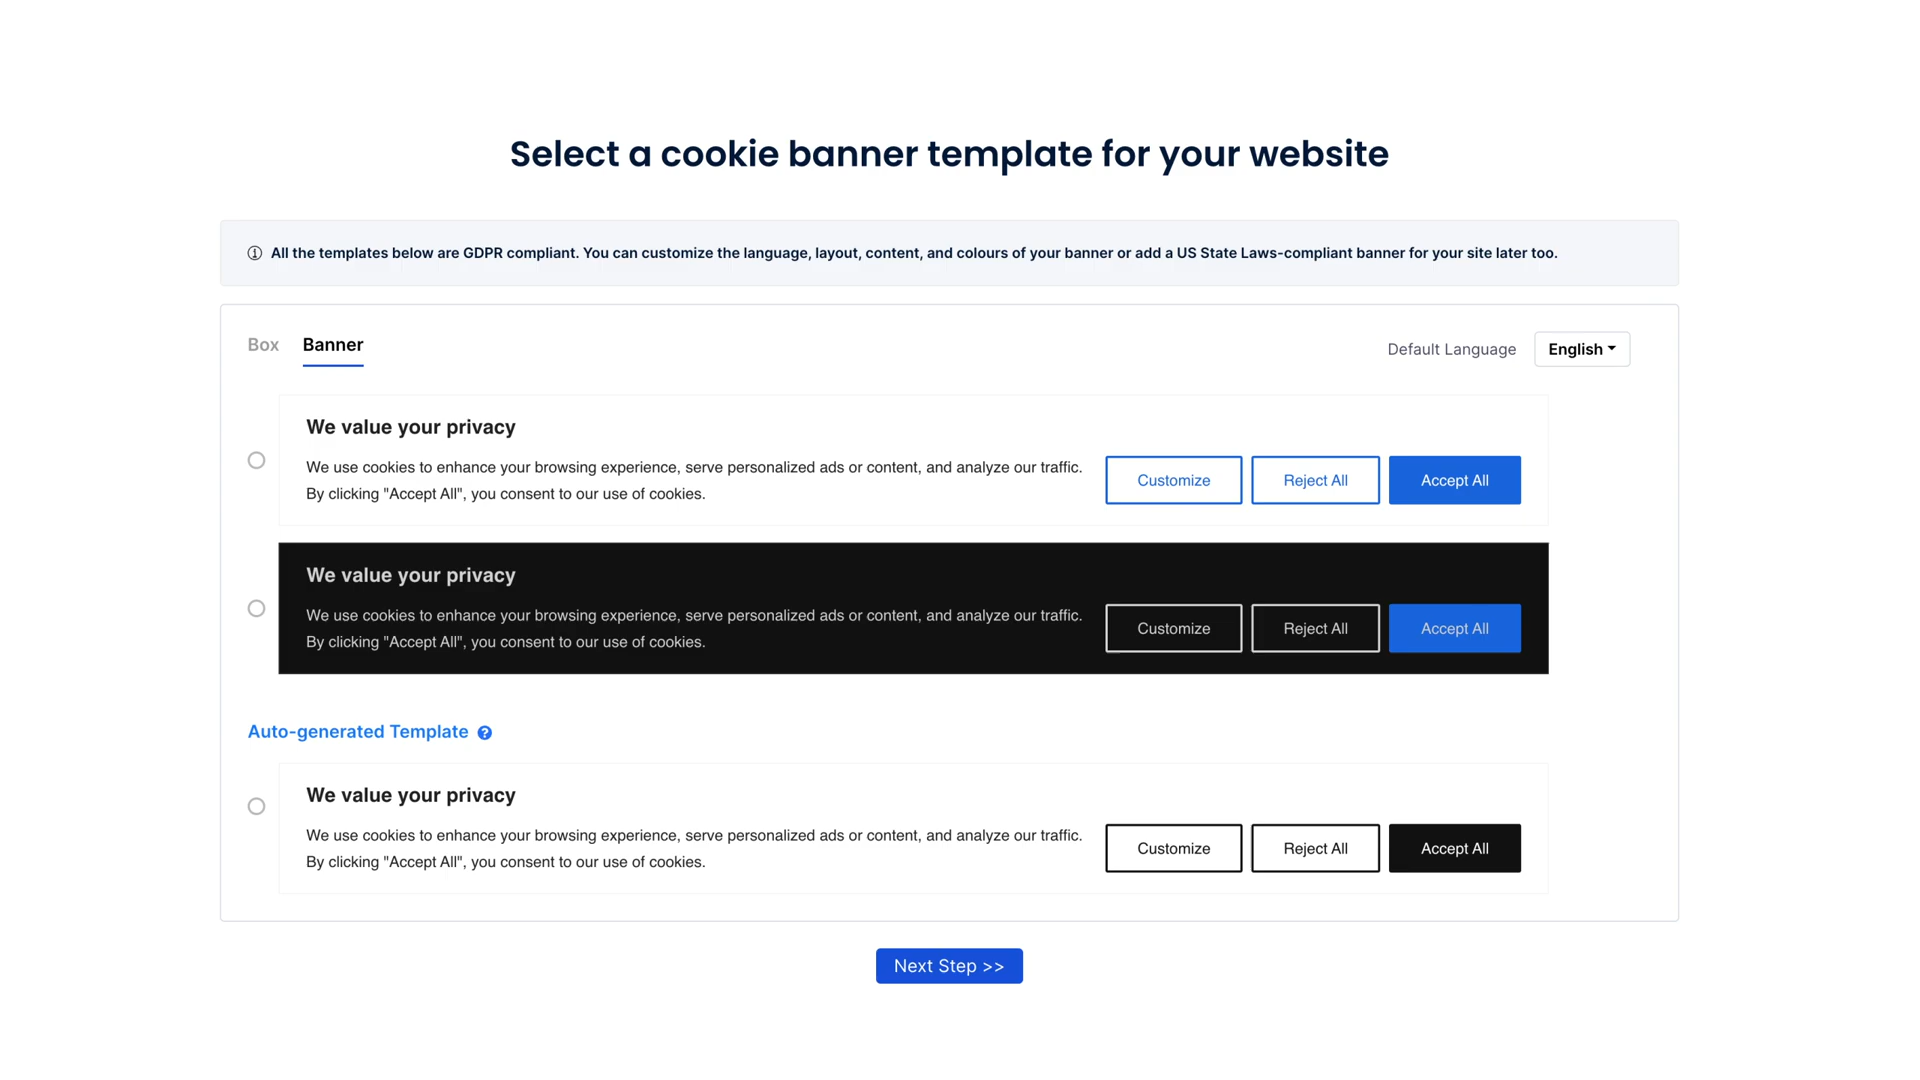 Select a cookie banner template for your website
All the templates below are GDPR compliant. You can customize the language, layout, content, and colours of your banner or add a US State Laws-compliant banner for your site later too.
Box Banner Default Language English
We value your privacy
We use cookies to enhance your browsing experience, serve personalized ads or content, and analyze our traffic.
By clicking "Accept All", you consent to our use of cookies.
Customize Reject All Accept All
We value your privacy
We use cookies to enhance your browsing experience, serve personalized ads or content, and analyze our traffic.
By clicking "Accept All", you consent to our use of cookies.
Customize Reject All Accept All
Auto-generated Template ?
We value your privacy
We use cookies to enhance your browsing experience, serve personalized ads or content, and analyze our traffic.
By clicking "Accept All", you consent to our use of cookies.
Customize Reject All Accept All
Next Step >>